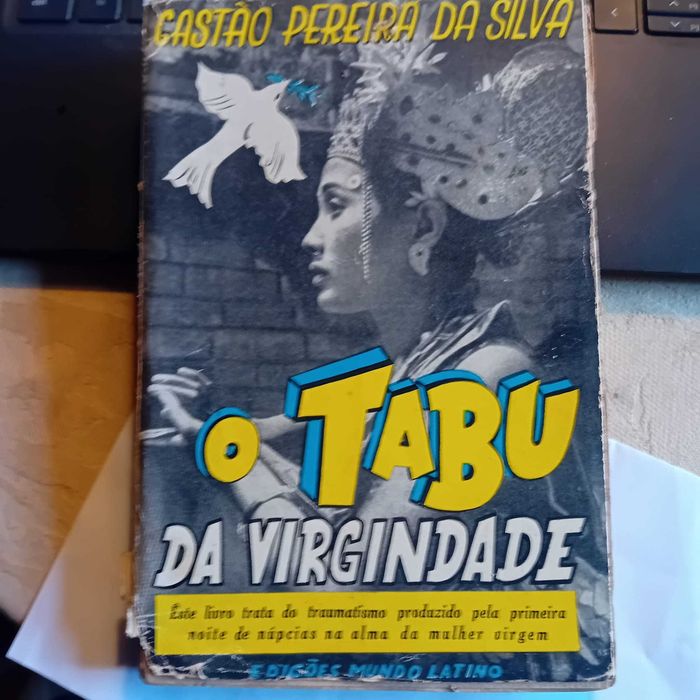 GASTÃO PEREIRA DA SILVA
O TABU
DA VIRGINDADE
Este livro trata do traumatismo produzido pela primeira
noite de núpcias na alma da mulher virgem
EDIÇÕES MUNDO LATINO